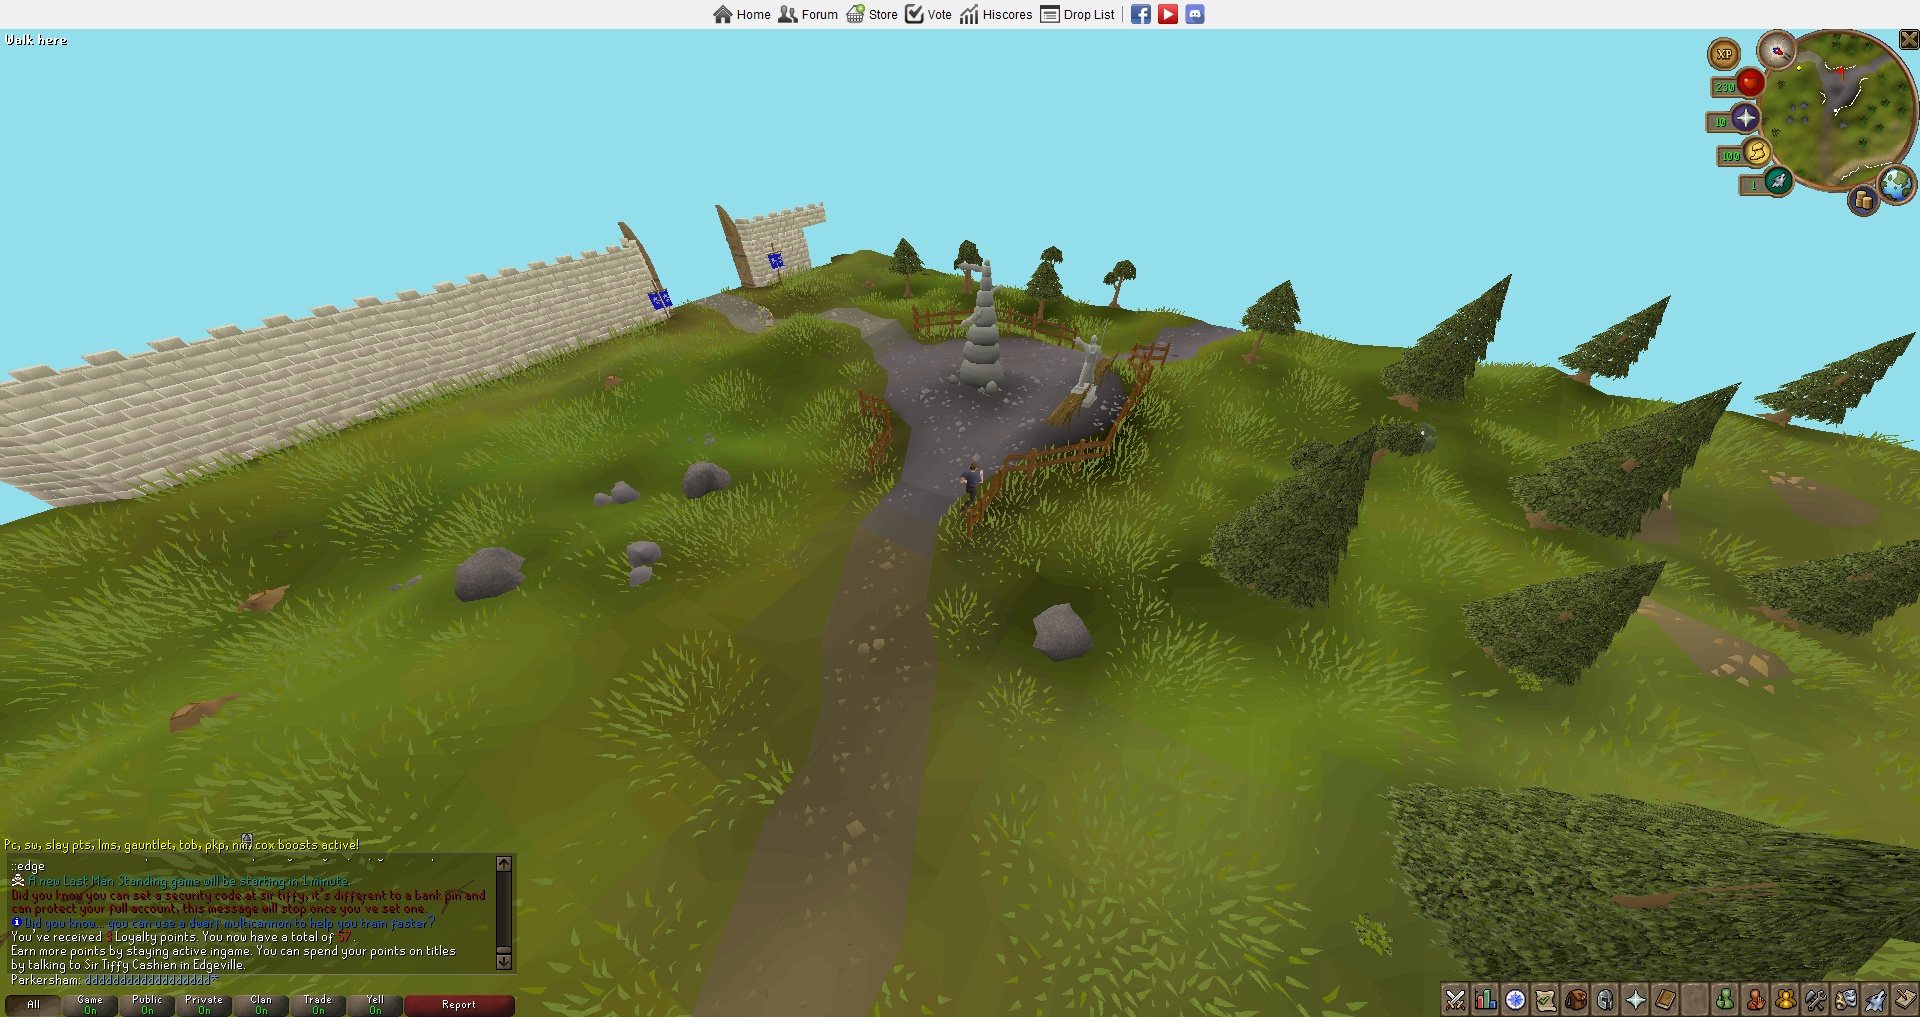 Home Forum Store Vote Hiscores Drop List
Walk here
XP
230
10
100
1
Pc, sw, slay pts, lms, gauntlet, tob, pkp, nm, cox boosts active!
::edge
A new Last Man Standing game will be starting in 1 minute
Did you know you can set a security code at sir tiffy, it's different to a bank pin and
can protect your full account, this message will stop once you've set one.
Did you know... you can use a dwarf multicannon to help you train faster?
You've received 3 Loyalty points. You now have a total of 57.
Earn more points by staying active ingame. You can spend your points on titles
by talking to Sir Tiffy Cashien in Edgeville.
Parkersham:
All Game Public Private Clan Trade Yell Report
On On On On On On